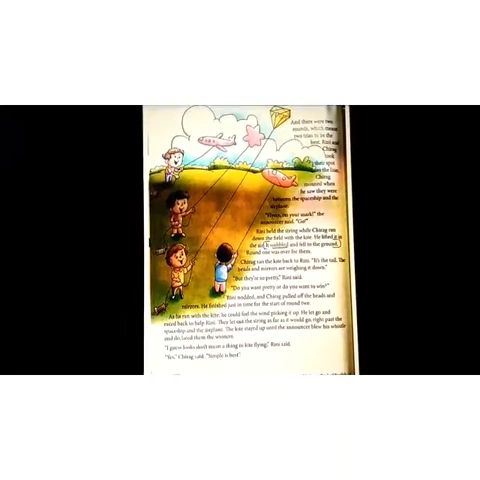 And there were two
rounds, which meant
two tries to be the
best. Rini and
Chirag
took
their spot
on the line.
Chirag
groaned when
he saw they were
between the spaceship and the
airplane.
"Flyers, on your mark!" the
announcer said. "Go!"
Rini held the string while Chirag ran
down the field with the kite. He lifted it to
the sky. It wobbled and fell to the ground.
Round one was over for them.
Chirag ran the kite back to Rini. "It's the tail. The
beads and mirrors are weighing it down."
"But they're so pretty," Rini said.
"Do you want pretty or do you want to win?"
Rini nodded, and Chirag pulled off the beads and
mirrors. He finished just in time for the start of round two.
As he ran with the kite, he could feel the wind picking it up. He let go and
raced back to help Rini. They let out the string as far as it would go, right past the
spaceship and the airplane. The kite stayed up until the announcer blew his whistle
and declared them the winners.
"I guess looks don't mean a thing to kite flying," Rini said.
"Yes," Chirag said. "Simple is best".